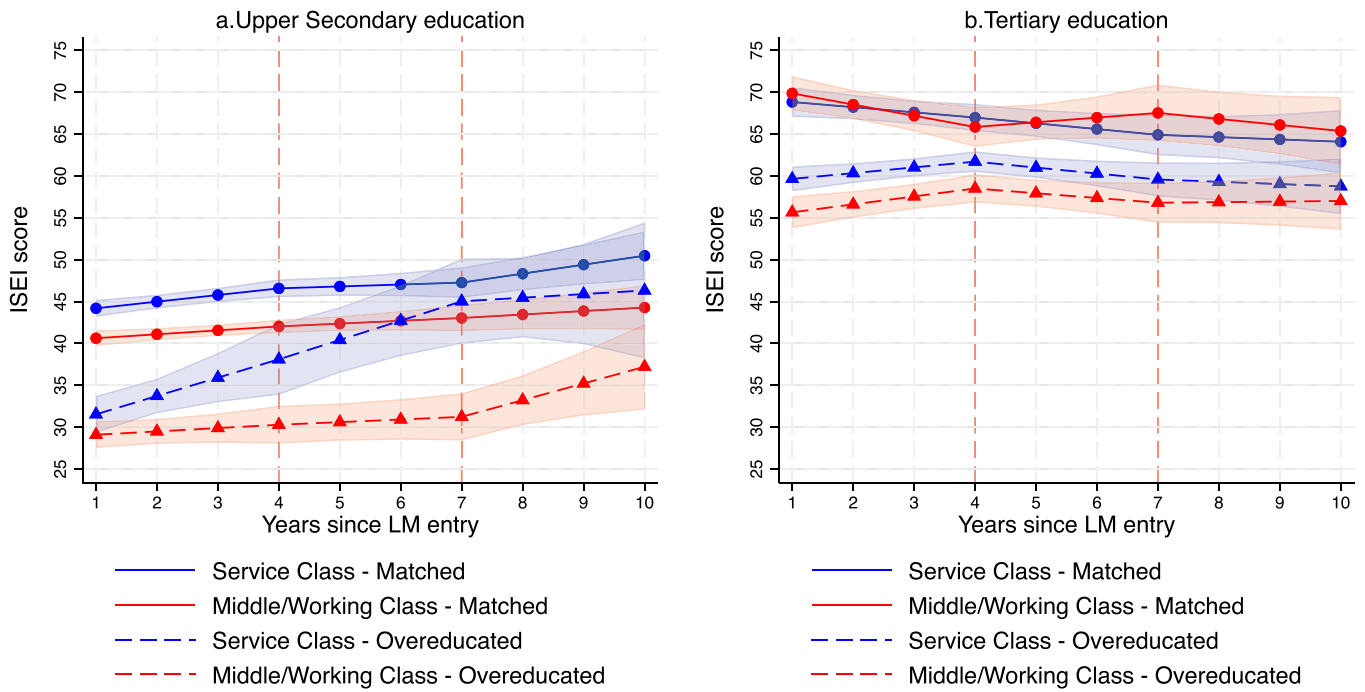 a.Upper Secondary education
75
70
65
60
55
50
45
40
35
30
25
ISEI score
1 2 3 4 5 6 7 8 9 10
Years since LM entry
Service Class - Matched
Middle/Working Class - Matched
Service Class - Overeducated
Middle/Working Class - Overeducated
b.Tertiary education
75
70
65
60
55
50
45
40
35
30
25
ISEI score
1 2 3 4 5 6 7 8 9 10
Years since LM entry
Service Class - Matched
Middle/Working Class - Matched
Service Class - Overeducated
Middle/Working Class - Overeducated